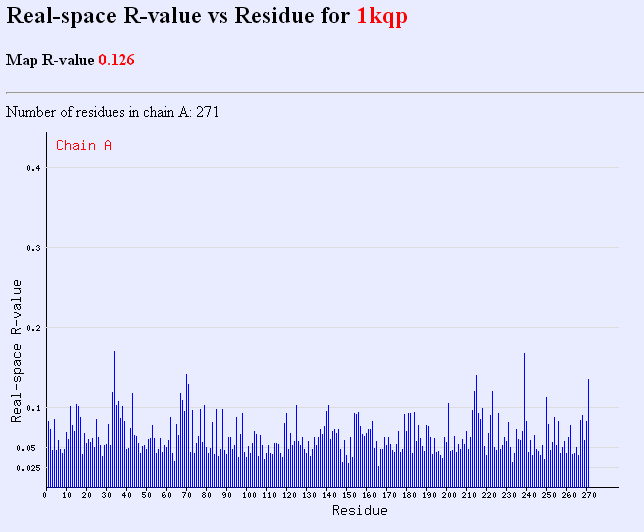 Real-space R-value vs Residue for 1kqp
Map R-value 0.126
Number of residues in chain A: 271
Chain A
0.4
0.3
0.2
0.1
0.05
0.025
Real-space R-value
0 10 20 30 40 50 60 70 80 90 100 110 120 130 140 150 160 170 180 190 200 210 220 230 240 250 260 270
Residue